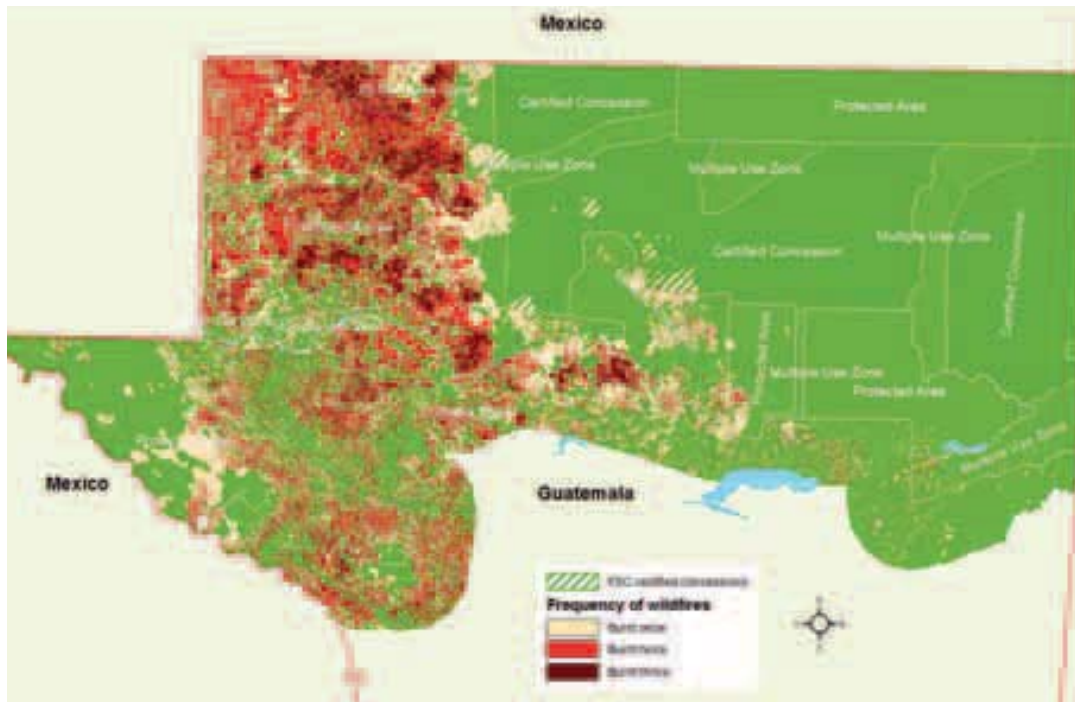 Mexico
Certified Concession
Protected Area
Multiple Use Zone
Multiple Use Zone
Multiple Use Zone
Certified Concession
Certified Concession
Protected Area
Multiple Use Zone
Protected Area
Multiple Use Zone
Mexico
Guatemala
FSC certified concessions
Frequency of wildfires
Burnt once
Burnt twice
Burnt thrice